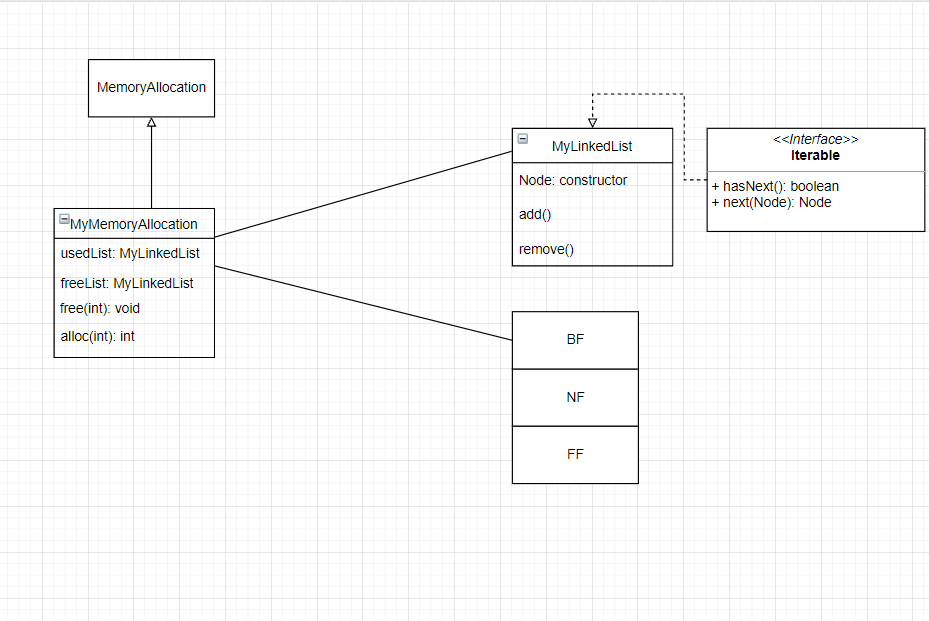 MemoryAllocation
MyMemoryAllocation
usedList: MyLinkedList
freeList: MyLinkedList
free(int): void
alloc(int): int
MyLinkedList
Node: constructor
add()
remove()
<<Interface>>
Iterable
+ hasNext(): boolean
+ next(Node): Node
BF
NF
FF